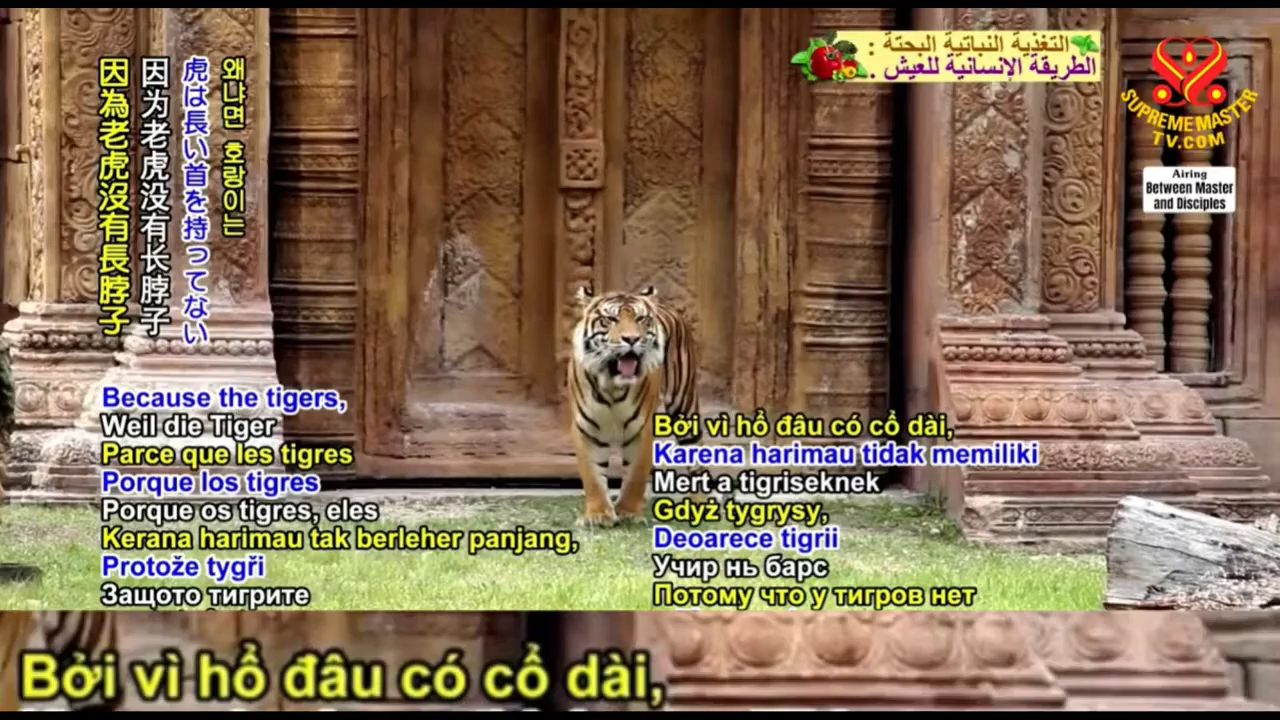 التغذية النباتية البحتة :
الطريقة الإنسانية للعيش .
SUPREME MASTER
TV.COM
Airing
Between Master
and Disciples
왜냐면 호랑이는
虎は長い首を持ってない
因为老虎没有长脖子
因為老虎沒有長脖子
Because the tigers,
Weil die Tiger
Parce que les tigres
Porque los tigres
Porque os tigres, eles
Kerana harimau tak berleher panjang,
Protože tygři
Защото тигрите
Bởi vì hổ đâu có cổ dài,
Karena harimau tidak memiliki
Mert a tigriseknek
Gdyż tygrysy,
Deoarece tigrii
Учир нь барс
Потому что у тигров нет
Bởi vì hổ đâu có cổ dài,